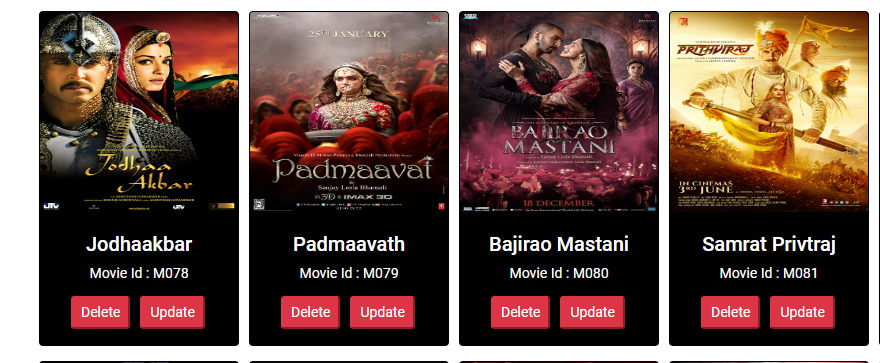 Jodhaa
Akbar
UTV
UTV
Jodhaakbar
Movie Id : M078
Delete
Update
25TH JANUARY
Padmaavat
Sanjay Leela Bhansali
IN 3D IMAX 3D
Padmaavath
Movie Id : M079
Delete
Update
BAJIRAO
MASTANI
18 DECEMBER
Bajirao Mastani
Movie Id : M080
Delete
Update
PRITHVIRAJ
IN CINEMAS
3RD JUNE
Samrat Privtraj
Movie Id : M081
Delete
Update